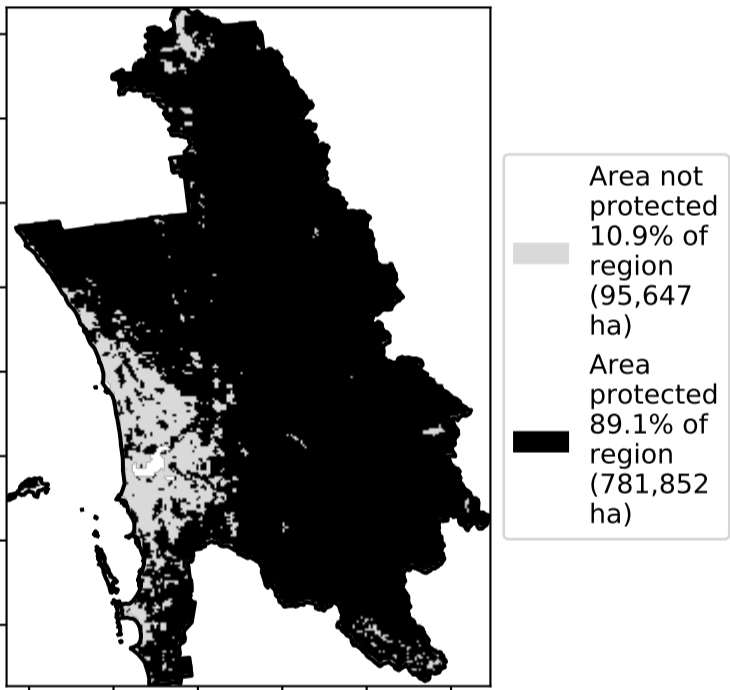 Area not
protected
10.9% of
region
(95,647
ha)
Area
protected
89.1% of
region
(781,852
ha)